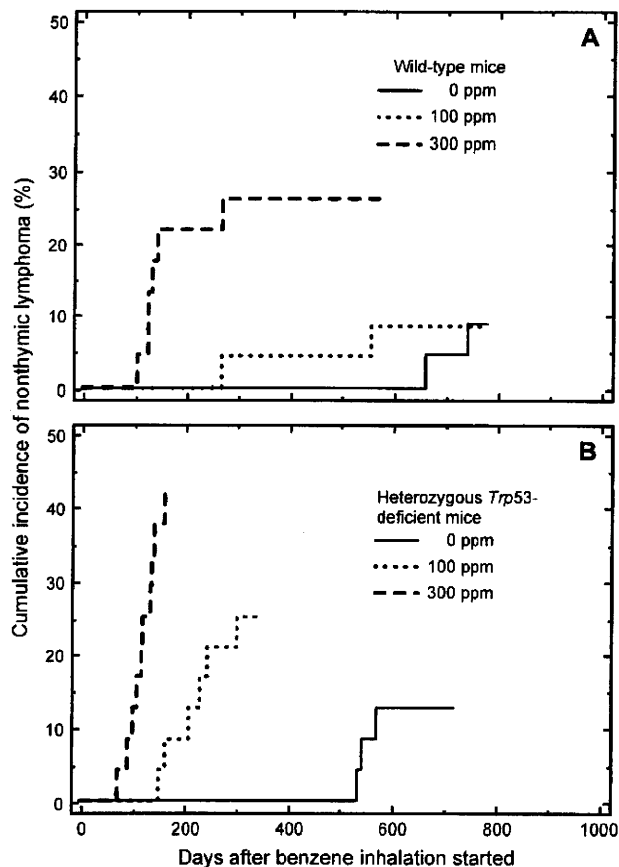 Cumulative incidence of nonthymic lymphoma (%)
50
40
30
20
10
0
A
Wild-type mice
0 ppm
100 ppm
300 ppm
50
40
30
20
10
0
B
Heterozygous Trp53-
deficient mice
0 ppm
100 ppm
300 ppm
0 200 400 600 800 1000
Days after benzene inhalation started